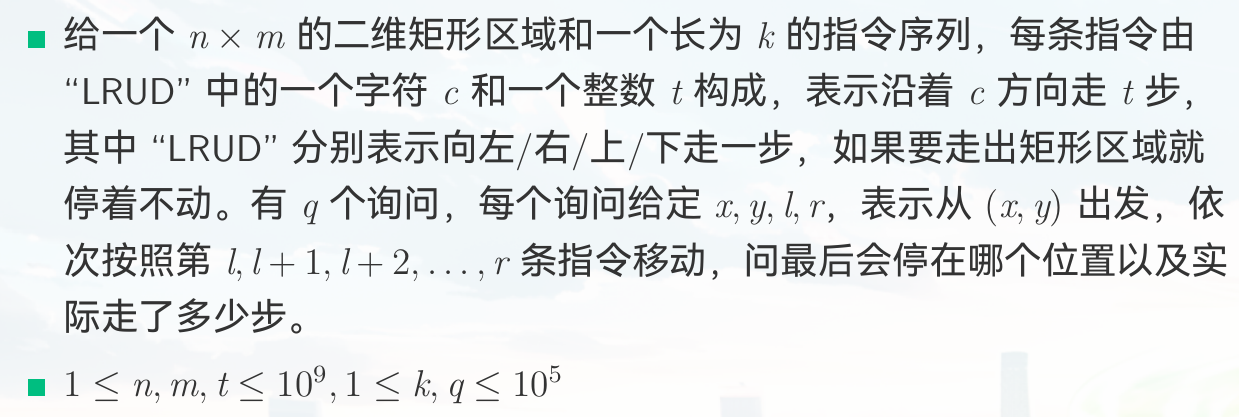 给一个 n × m 的二维矩形区域和一个长为 k 的指令序列，每条指令由
“LRUD” 中的一个字符 c 和一个整数 t 构成，表示沿着 c 方向走 t 步，
其中 “LRUD” 分别表示向左/右/上/下走一步，如果要走出矩形区域就
停着不动。有 q 个询问，每个询问给定 x, y, l, r，表示从 (x, y) 出发，依
次按照第 l, l + 1, l + 2, . . . , r 条指令移动，问最后会停在哪个位置以及实
际走了多少步。
1 ≤ n, m, t ≤ 10⁹, 1 ≤ k, q ≤ 10⁵